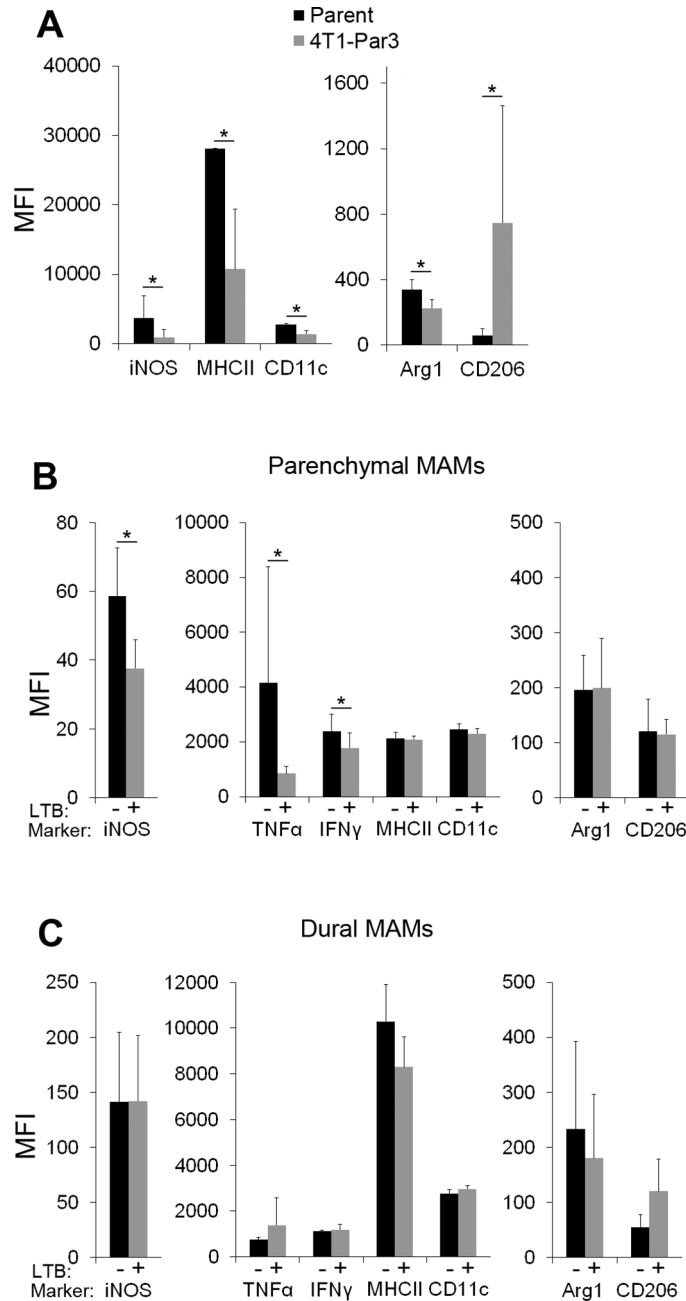 A
Parent
4T1-Par3
MFI
40000
30000
20000
10000
0
* * *
iNOS MHCII CD11c
1600
1200
800
400
0
* *
Arg1 CD206
B
Parenchymal MAMs
MFI
80
60
40
20
0
*
10000
8000
6000
4000
2000
0
* *
500
400
300
200
100
0
LTB: - + - + - + - + - + - + - +
Marker: iNOS TNFα IFNγ MHCII CD11c Arg1 CD206
C
Dural MAMs
MFI
250
200
150
100
50
0
12000
10000
8000
6000
4000
2000
0
500
400
300
200
100
0
LTB: - + - + - + - + - + - + - +
Marker: iNOS TNFα IFNγ MHCII CD11c Arg1 CD206